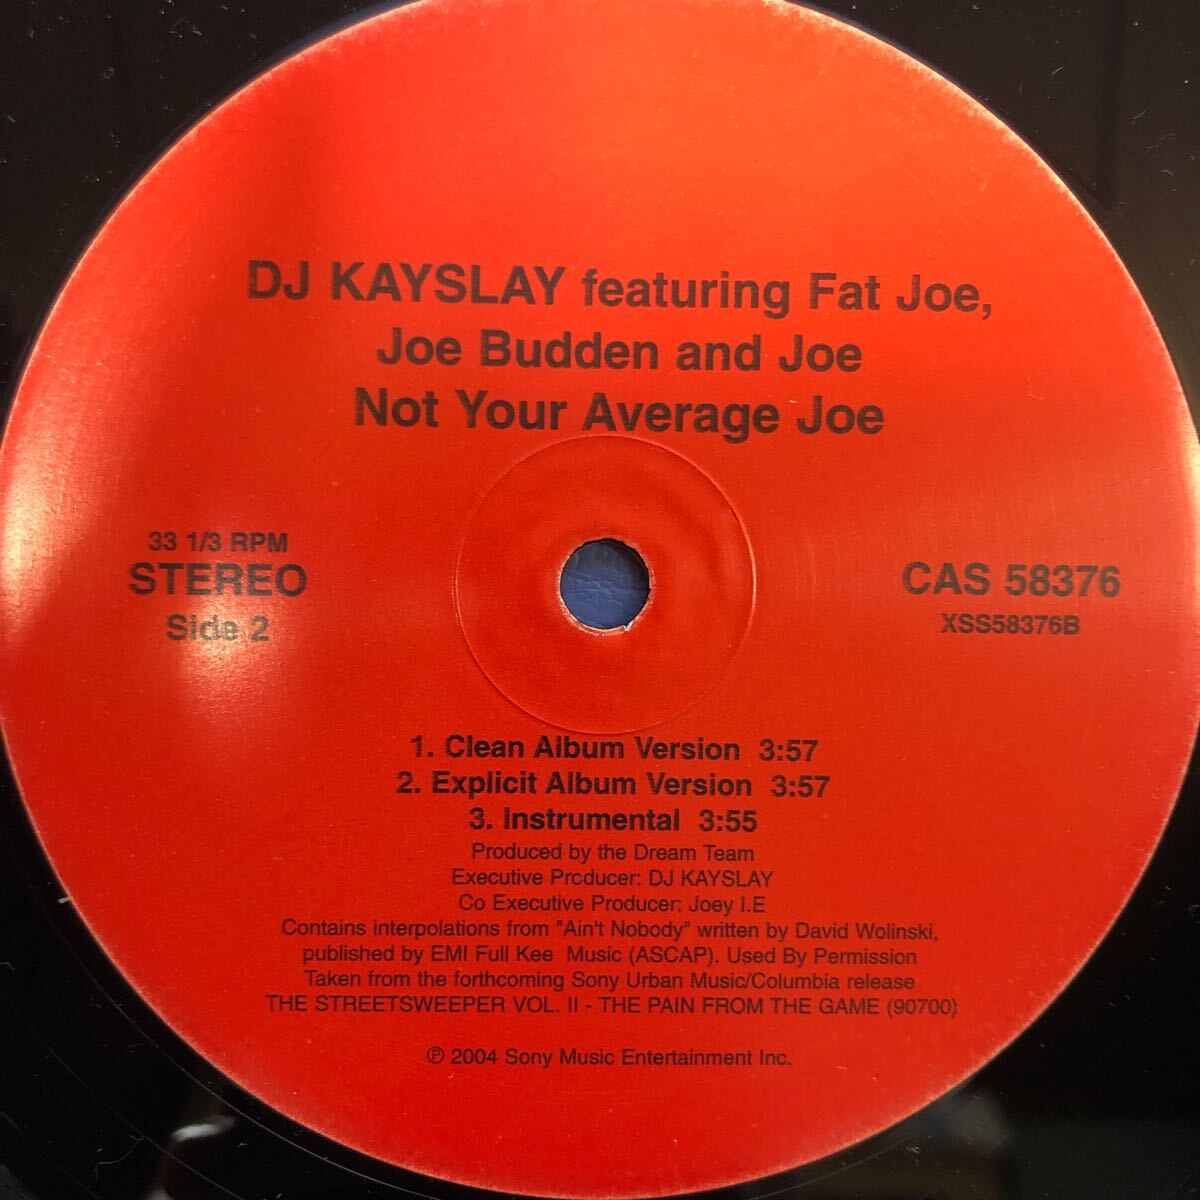 DJ KAYSLAY featuring Fat Joe,
Joe Budden and Joe
Not Your Average Joe
33 1/3 RPM
STEREO
Side 2
CAS 58376
XSS58376B
1. Clean Album Version 3:57
2. Explicit Album Version 3:57
3. Instrumental 3:55
Produced by the Dream Team
Executive Producer: DJ KAYSLAY
Co Executive Producer: Joey I.E
Contains interpolations from "Ain't Nobody" written by David Wolinski,
published by EMI Full Kee Music (ASCAP). Used By Permission
Taken from the forthcoming Sony Urban Music/Columbia release
THE STREETSWEEPER VOL. II - THE PAIN FROM THE GAME (90700)
℗ 2004 Sony Music Entertainment Inc.